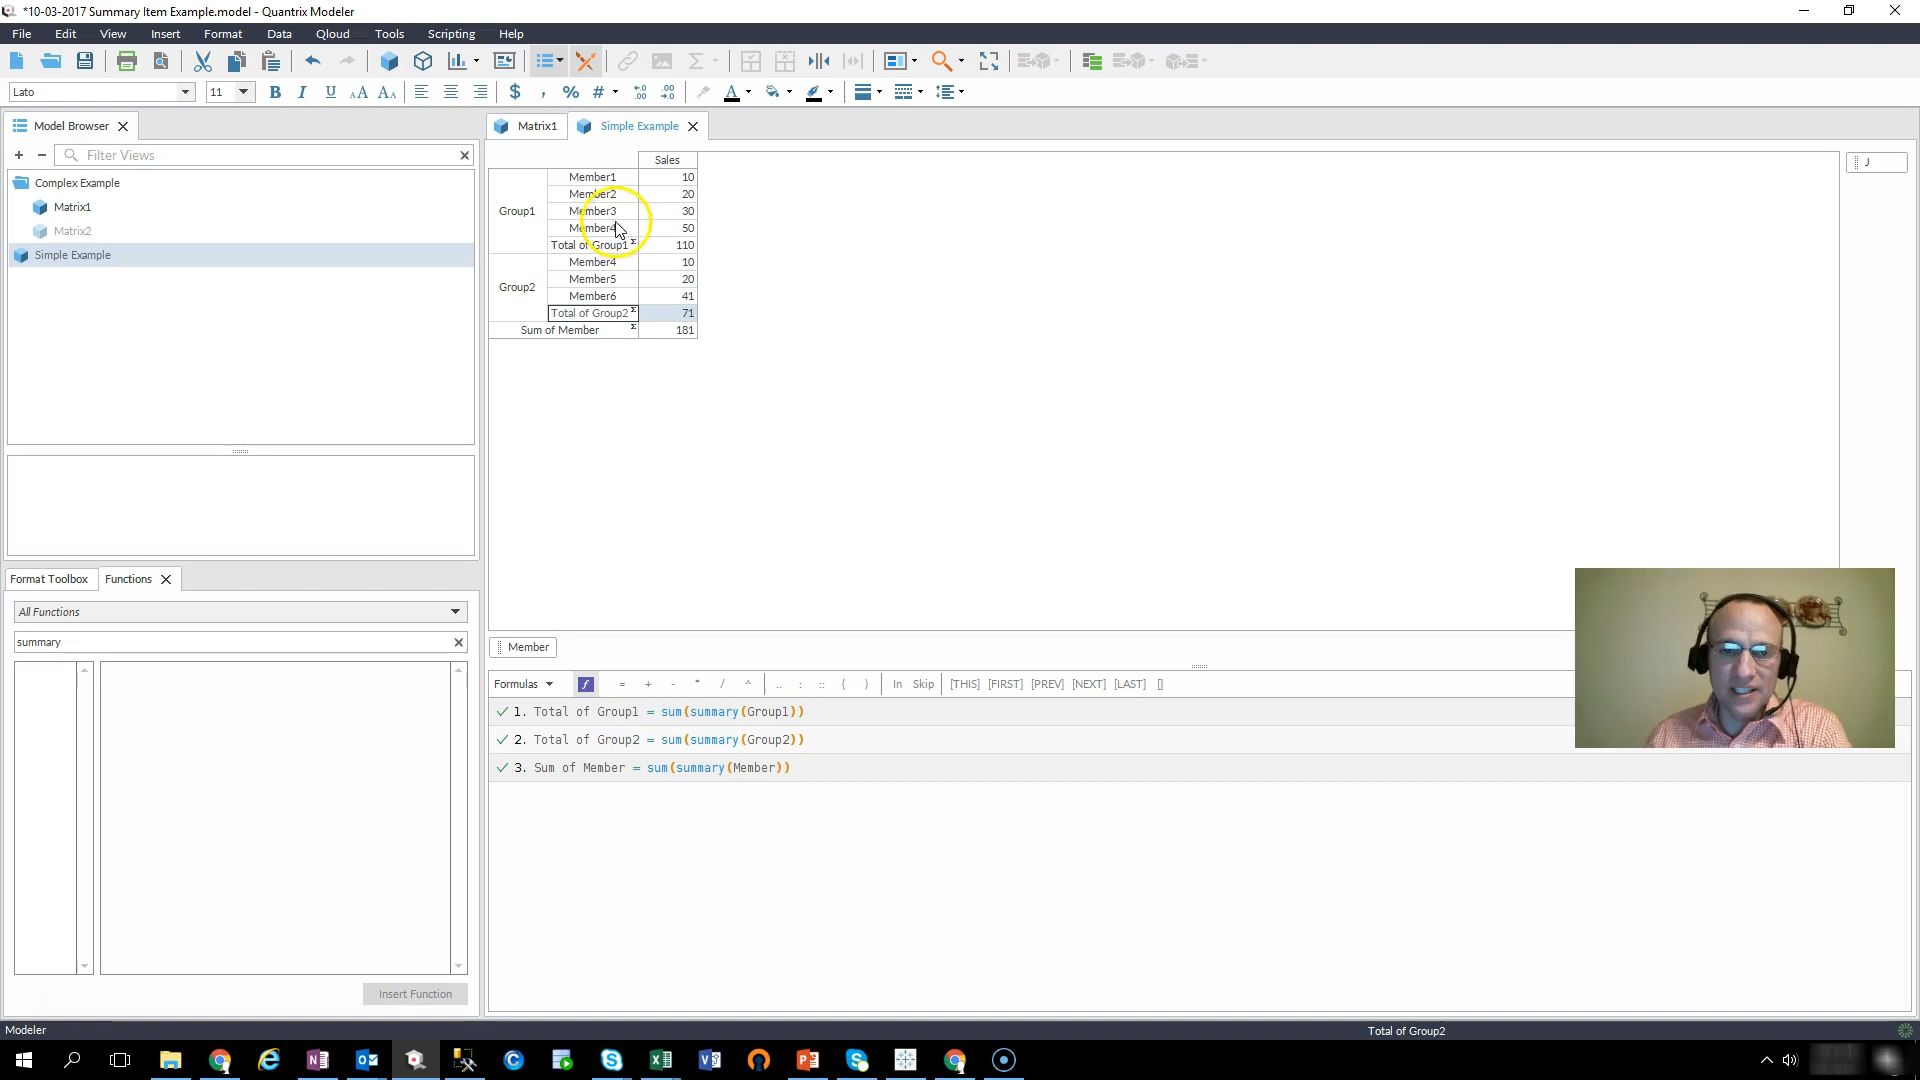 *10-03-2017 Summary Item Example.model - Quantrix Modeler
File Edit View Insert Format Data Tools Qloud Scripting Help
Lato 11
Model Browser
Filter Views
Complex Example
Matrix1
Matrix2
Simple Example
Format Toolbox Functions
All Functions
summary
Insert Function
Matrix1 Simple Example
Sales
Group1
Member1 10
Member2 20
Member3 30
Member4 50
Total of Group1 Σ 110
Group2
Member4 10
Member5 20
Member6 41
Total of Group2 Σ 71
Sum of Member Σ 181
J
Member
Formulas f = + - * / ^ .. : :: ( ) In Skip [THIS] [FIRST] [PREV] [NEXT] [LAST] []
1. Total of Group1 = sum(summary(Group1))
2. Total of Group2 = sum(summary(Group2))
3. Sum of Member = sum(summary(Member))
Modeler Total of Group2